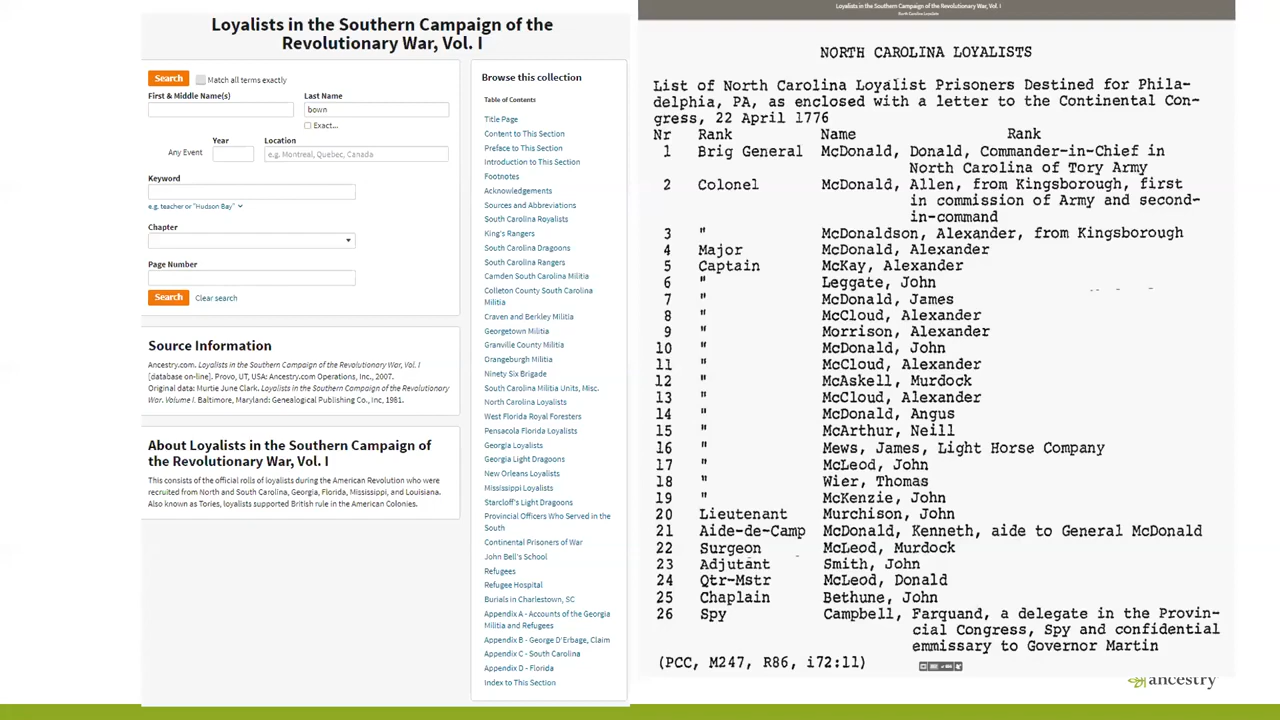 Loyalists in the Southern Campaign of the
Revolutionary War, Vol. I
Search
Match all terms exactly
First & Middle Name(s)
Last Name
bown
Exact...
Year
Location
Any Event
e.g. Montreal, Quebec, Canada
Keyword
e.g. teacher or "Hudson Bay"
Chapter
Page Number
Search
Clear search
Source Information
Ancestry.com. Loyalists in the Southern Campaign of the Revolutionary War, Vol. I
[database on-line]. Provo, UT, USA: Ancestry.com Operations, Inc., 2007.
Original data: Murtie June Clark. Loyalists in the Southern Campaign of the Revolutionary
War. Volume I. Baltimore, Maryland: Genealogical Publishing Co., Inc, 1981.
About Loyalists in the Southern Campaign of
the Revolutionary War, Vol. I
This consists of the official rolls of loyalists during the American Revolution who were
recruited from North and South Carolina, Georgia, Florida, Mississippi, and Louisiana.
Also known as Tories, loyalists supported British rule in the American Colonies.
Browse this collection
Table of Contents
Title Page
Content to This Section
Preface to This Section
Introduction to This Section
Footnotes
Acknowledgements
Sources and Abbreviations
South Carolina Royalists
King's Rangers
South Carolina Dragoons
South Carolina Rangers
Camden South Carolina Militia
Colleton County South Carolina
Militia
Craven and Berkley Militia
Georgetown Militia
Granville County Militia
Orangeburgh Militia
Ninety Six Brigade
South Carolina Militia Units, Misc.
North Carolina Loyalists
West Florida Royal Foresters
Pensacola Florida Loyalists
Georgia Loyalists
Georgia Light Dragoons
New Orleans Loyalists
Mississippi Loyalists
Starcloff's Light Dragoons
Provincial Officers Who Served in the
South
Continental Prisoners of War
John Bell's School
Refugees
Refugee Hospital
Burials in Charlestown, SC
Appendix A - Accounts of the Georgia
Militia and Refugees
Appendix B - George D'Erbage, Claim
Appendix C - South Carolina
Appendix D - Florida
Index to This Section
Loyalists in the Southern Campaign of the Revolutionary War, Vol. I
North Carolina Loyalists
NORTH CAROLINA LOYALISTS
List of North Carolina Loyalist Prisoners Destined for Phila-
delphia, PA, as enclosed with a letter to the Continental Con-
gress, 22 April 1776
Nr Rank Name Rank
1 Brig General McDonald, Donald, Commander-in-Chief in
North Carolina of Tory Army
2 Colonel McDonald, Allen, from Kingsborough, first
in commission of Army and second-
in-command
3 " McDonaldson, Alexander, from Kingsborough
4 Major McDonald, Alexander
5 Captain McKay, Alexander
6 " Leggate, John
7 " McDonald, James
8 " McCloud, Alexander
9 " Morrison, Alexander
10 " McDonald, John
11 " McCloud, Alexander
12 " McAskell, Murdock
13 " McCloud, Alexander
14 " McDonald, Angus
15 " McArthur, Neill
16 " Mews, James, Light Horse Company
17 " McLeod, John
18 " Wier, Thomas
19 " McKenzie, John
20 Lieutenant Murchison, John
21 Aide-de-Camp McDonald, Kenneth, aide to General McDonald
22 Surgeon McLeod, Murdock
23 Adjutant Smith, John
24 Qtr-Mstr McLeod, Donald
25 Chaplain Bethune, John
26 Spy Campbell, Farquand, a delegate in the Provin-
cial Congress, Spy and confidential
emmissary to Governor Martin
(PCC, M247, R86, i72:11)
ancestry